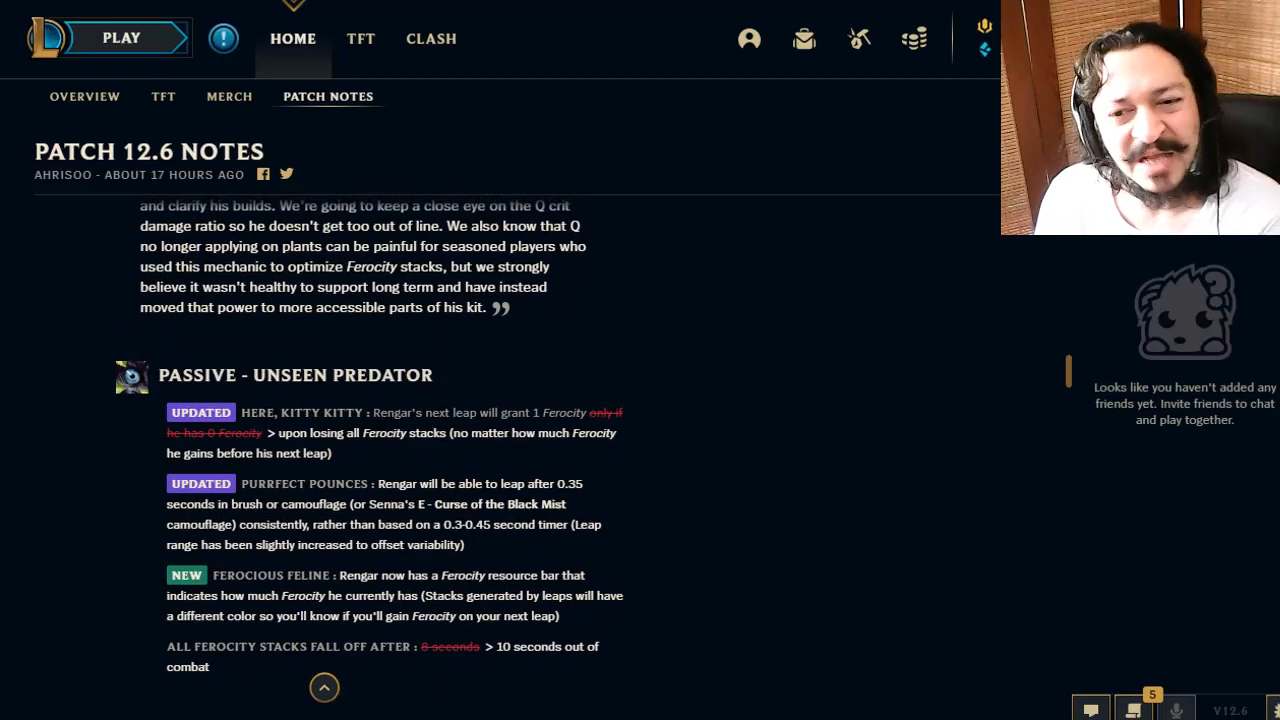 PLAY
HOME
TFT
CLASH
OVERVIEW
TFT
MERCH
PATCH NOTES
PATCH 12.6 NOTES
AHRISOO - ABOUT 17 HOURS AGO
and clarify his builds. We're going to keep a close eye on the Q crit
damage ratio so he doesn't get too out of line. We also know that Q
no longer applying on plants can be painful for seasoned players who
used this mechanic to optimize Ferocity stacks, but we strongly
believe it wasn't healthy to support long term and have instead
moved that power to more accessible parts of his kit. ”
PASSIVE - UNSEEN PREDATOR
UPDATED HERE, KITTY KITTY : Rengar's next leap will grant 1 Ferocity only if
he has 0 Ferocity > upon losing all Ferocity stacks (no matter how much Ferocity
he gains before his next leap)
UPDATED PURRFECT POUNCES : Rengar will be able to leap after 0.35
seconds in brush or camouflage (or Senna's E - Curse of the Black Mist
camouflage) consistently, rather than based on a 0.3-0.45 second timer (Leap
range has been slightly increased to offset variability)
NEW FEROCIOUS FELINE : Rengar now has a Ferocity resource bar that
indicates how much Ferocity he currently has (Stacks generated by leaps will have
a different color so you'll know if you'll gain Ferocity on your next leap)
ALL FEROCITY STACKS FALL OFF AFTER : 8 seconds > 10 seconds out of
combat
Looks like you haven't added any
friends yet. Invite friends to chat
and play together.
5
V12.6